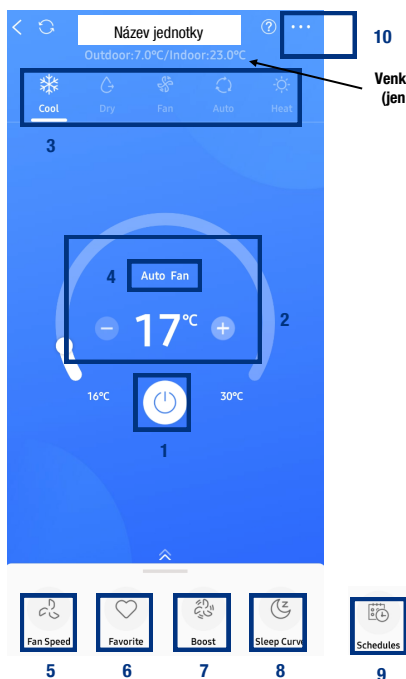 Název jednotky
10
Outdoor:7.0°C/Indoor:23.0°C
Venk
(jen
Cool Dry Fan Auto Heat
3
4 Auto Fan
17°C
2
16°C 30°C
1
Fan Speed Favorite Boost Sleep Curve Schedules
5 6 7 8 9